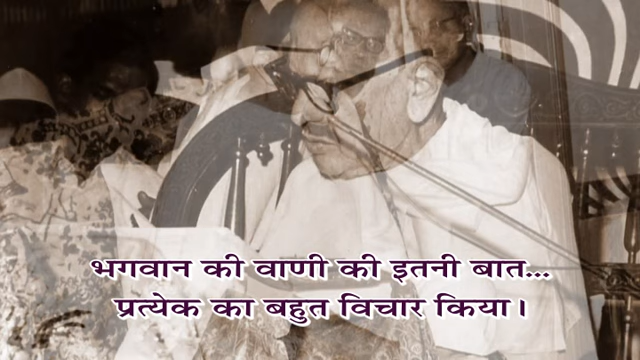 भगवान की वाणी की इतनी बात...
प्रत्येक का बहुत विचार किया।